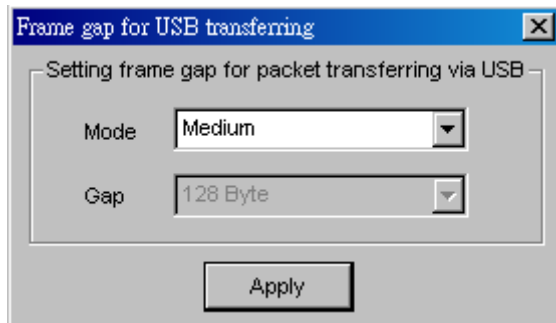 Frame gap for USB transferring
Setting frame gap for packet transferring via USB
Mode Medium
Gap 128 Byte
Apply